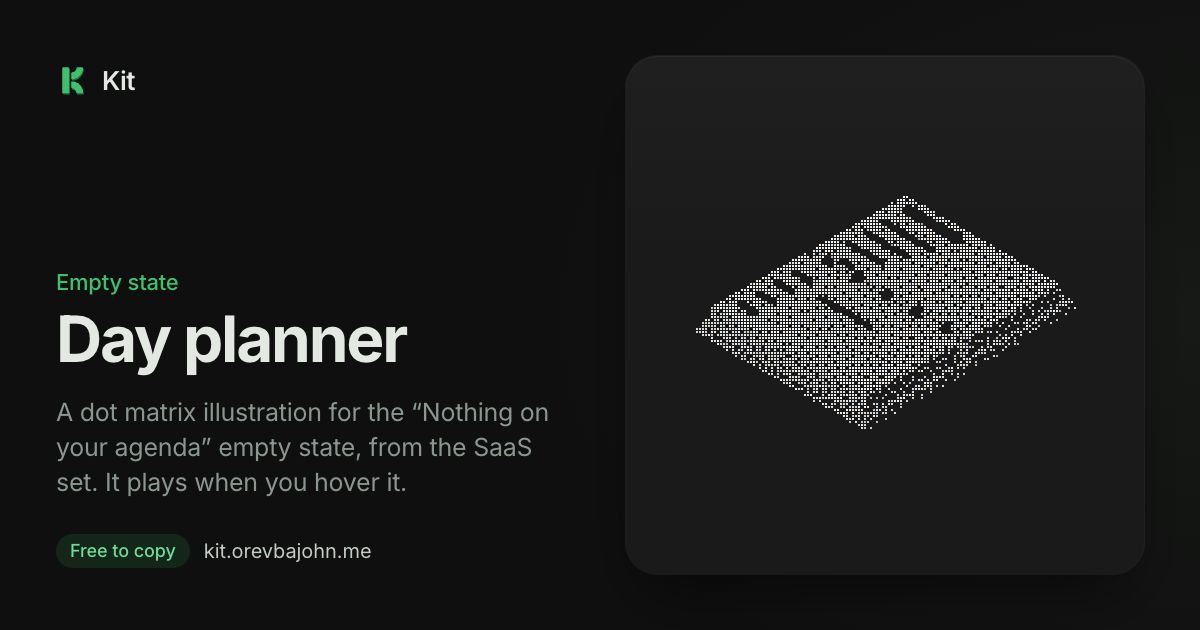 Kit
Empty state
Day planner
A dot matrix illustration for the “Nothing on
your agenda” empty state, from the SaaS
set. It plays when you hover it.
Free to copy
kit.orevbajohn.me